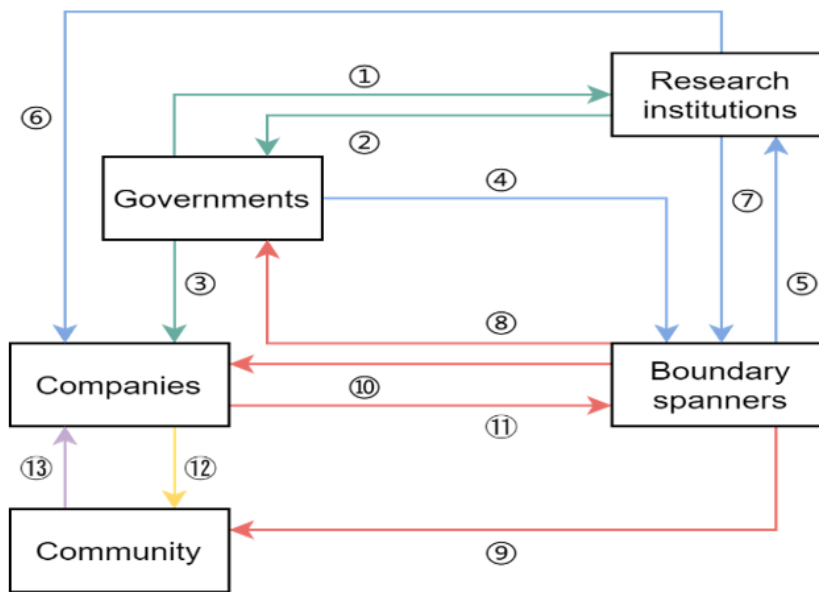 ①
Research
institutions
⑥
②
④
Governments
⑦
③
⑤
⑧
Companies
Boundary
spanners
⑩
⑪
⑬
⑫
Community
⑨